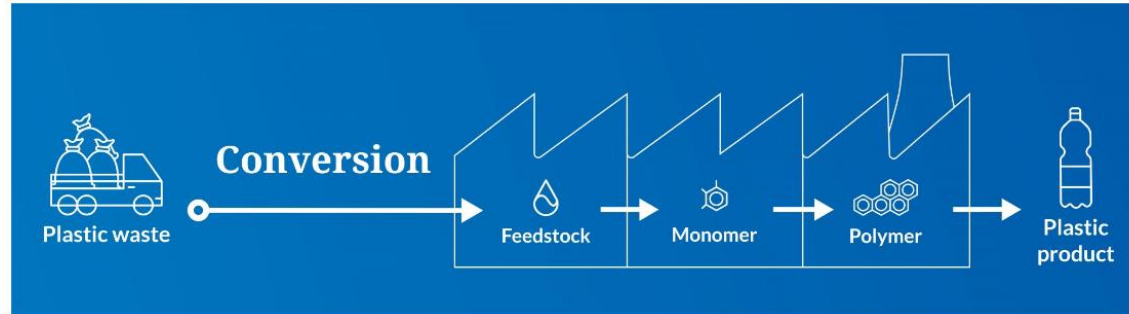 Conversion
Plastic waste
Feedstock
Monomer
Polymer
Plastic
product